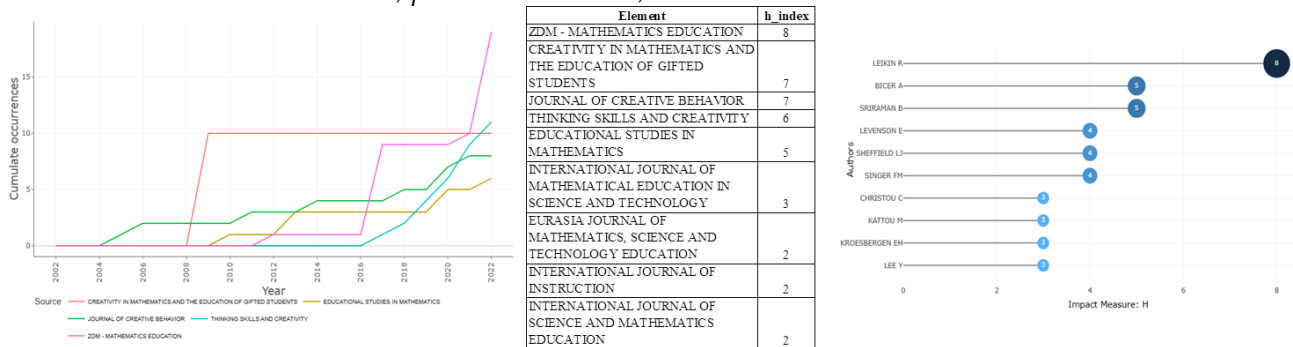 Cumulate occurrences
15
10
5
0
2002
2004
2006
2008
2010
2012
2014
2016
2018
2020
2022
Year
Source
CREATIVITY IN MATHEMATICS AND THE EDUCATION OF GIFTED STUDENTS
EDUCATIONAL STUDIES IN MATHEMATICS
JOURNAL OF CREATIVE BEHAVIOR
THINKING SKILLS AND CREATIVITY
ZDM - MATHEMATICS EDUCATION
Element h_index
ZDM - MATHEMATICS EDUCATION 8
CREATIVITY IN MATHEMATICS AND
THE EDUCATION OF GIFTED
STUDENTS 7
JOURNAL OF CREATIVE BEHAVIOR 7
THINKING SKILLS AND CREATIVITY 6
EDUCATIONAL STUDIES IN
MATHEMATICS 5
INTERNATIONAL JOURNAL OF
MATHEMATICAL EDUCATION IN
SCIENCE AND TECHNOLOGY 3
EURASIA JOURNAL OF
MATHEMATICS, SCIENCE AND
TECHNOLOGY EDUCATION 2
INTERNATIONAL JOURNAL OF
INSTRUCTION 2
INTERNATIONAL JOURNAL OF
SCIENCE AND MATHEMATICS
EDUCATION 2
Authors
LEIKIN R 8
BICER A 5
SRIRAMAN B 5
LEVENSON E 4
SHEFFIELD LJ 4
SINGER FM 4
CHRISTOU C 3
KATTOU M 3
KROESBERGEN EH 3
LEE Y 3
0 2 4 6 8
Impact Measure: H